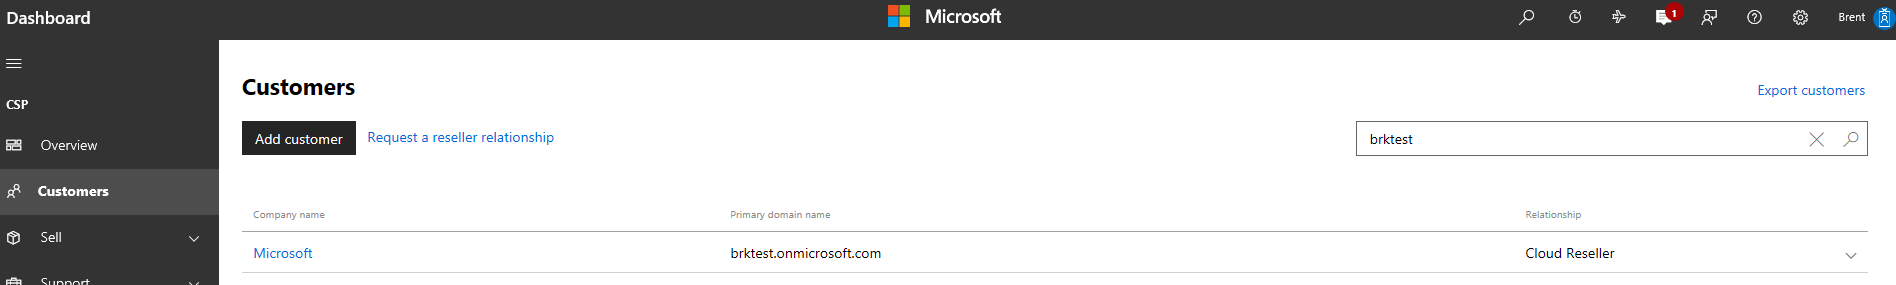 Dashboard
Microsoft
1
Brent
CSP
Overview
Customers
Sell
Support
Customers
Export customers
Add customer
Request a reseller relationship
brktest
Company name
Primary domain name
Relationship
Microsoft
brktest.onmicrosoft.com
Cloud Reseller